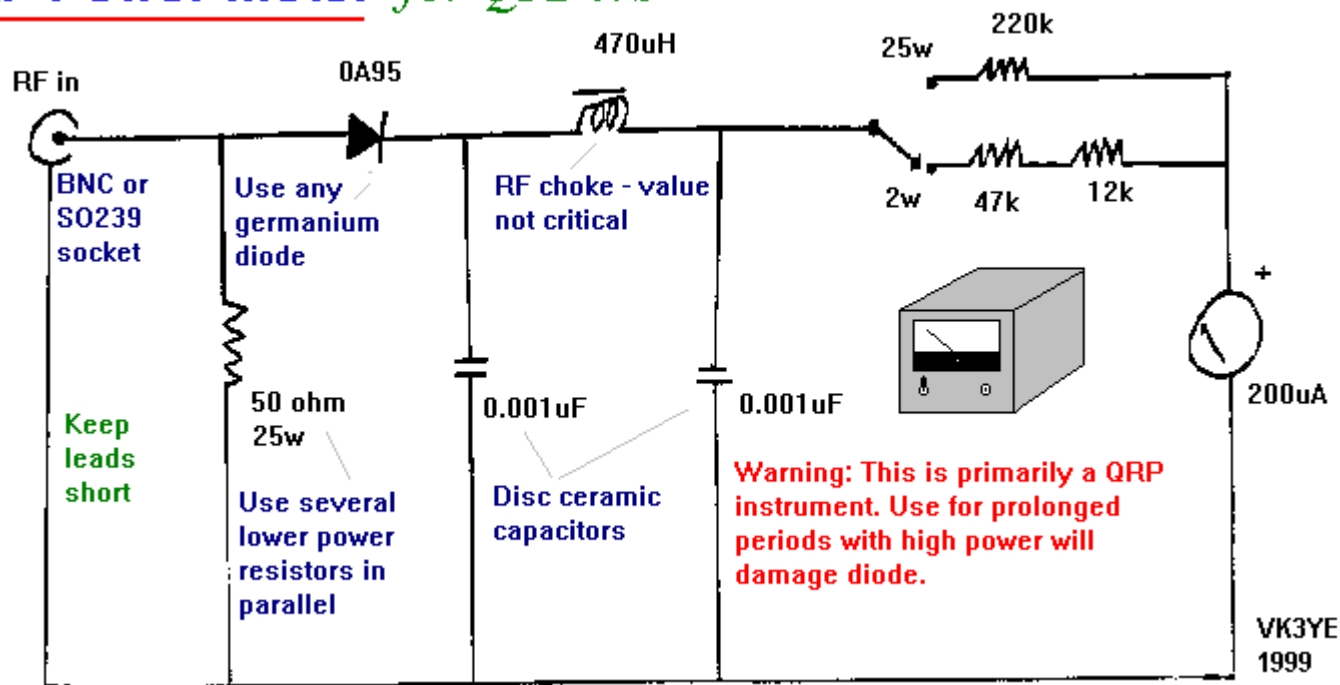 for
RF in
0A95
470uH
25w
220k
2w
47k
12k
BNC or
SO239
socket
Use any
germanium
diode
RF choke - value
not critical
+
200uA
50 ohm
25w
0.001uF
0.001uF
Keep
leads
short
Use several
lower power
resistors in
parallel
Disc ceramic
capacitors
Warning: This is primarily a QRP
instrument. Use for prolonged
periods with high power will
damage diode.
VK3YE
1999